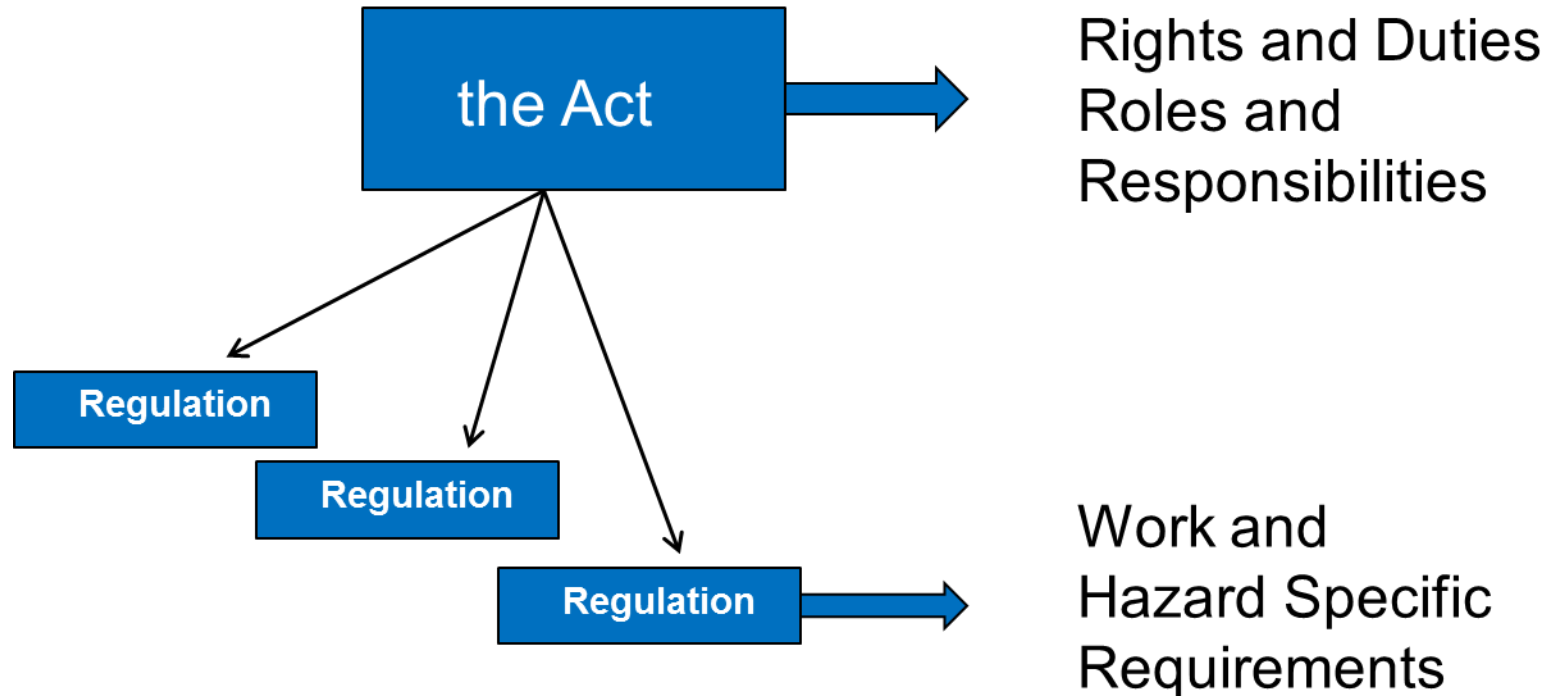 the Act
Rights and Duties
Roles and
Responsibilities
Regulation
Regulation
Regulation
Work and
Hazard Specific
Requirements